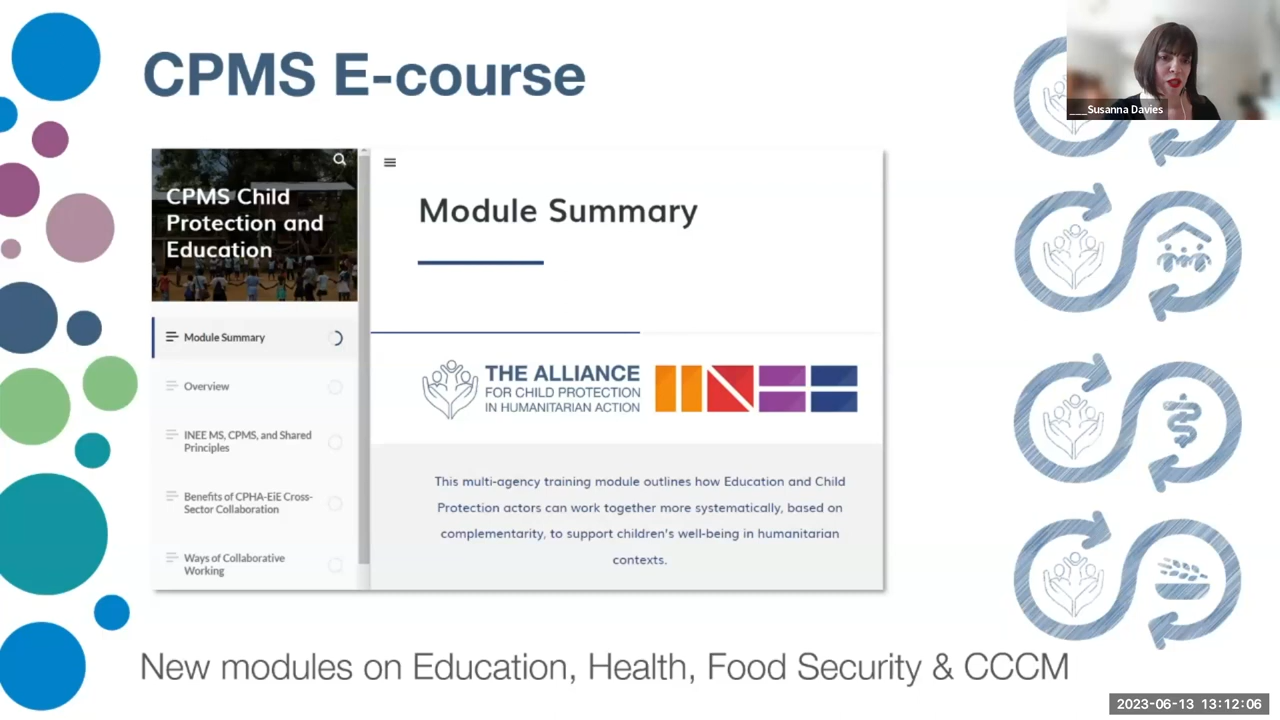 CPMS E-course
___Susanna Davies
CPMS Child
Protection and
Education
Module Summary
Overview
INEE MS, CPMS, and Shared
Principles
Benefits of CPHA-EiE Cross-
Sector Collaboration
Ways of Collaborative
Working
Module Summary
THE ALLIANCE
FOR CHILD PROTECTION
IN HUMANITARIAN ACTION
INEE
This multi-agency training module outlines how Education and Child
Protection actors can work together more systematically, based on
complementarity, to support children's well-being in humanitarian
contexts.
New modules on Education, Health, Food Security & CCCM
2023-06-13 13:12:06